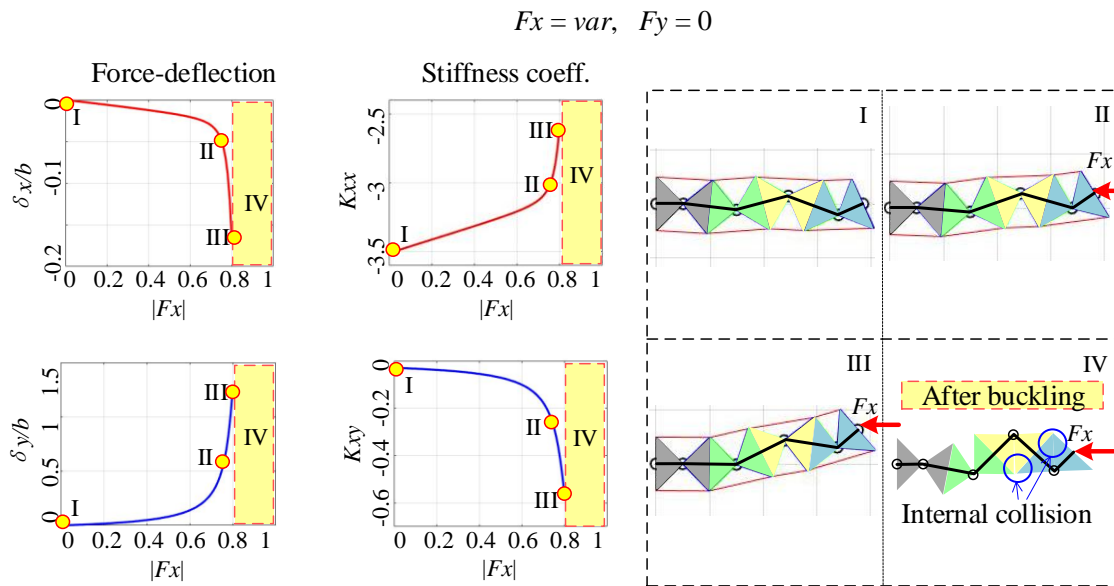 Fx = var, Fy = 0
Force-deflection
Stiffness coeff.
δx/b
0
-0.1
-0.2
I
II
III
IV
0 0.2 0.4 0.6 0.8 1
|Fx|
Kxx
-2.5
-3
-3.5
I
II
III
IV
0 0.2 0.4 0.6 0.8 1
|Fx|
I
II
Fx
δy/b
1.5
1
0.5
0
I
II
III
IV
0 0.2 0.4 0.6 0.8 1
|Fx|
Kxy
0
-0.2
-0.4
-0.6
I
II
III
IV
0 0.2 0.4 0.6 0.8 1
|Fx|
III
Fx
IV
After buckling
Fx
Internal collision